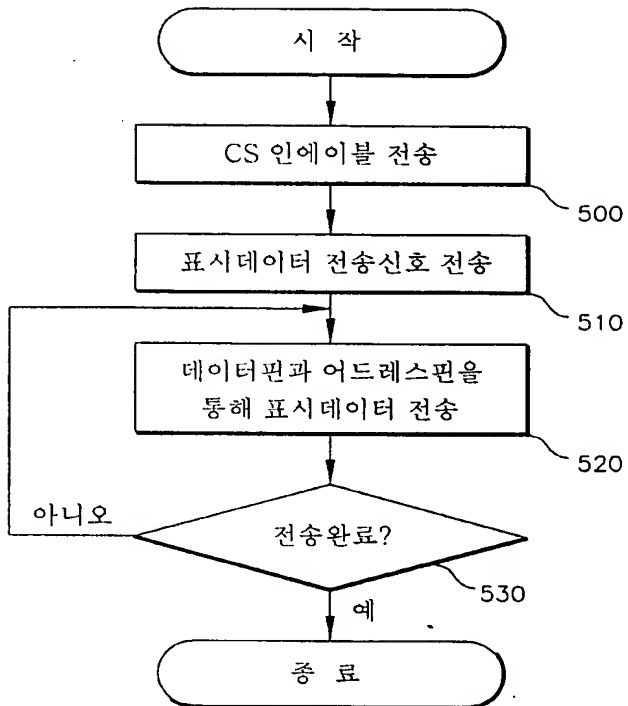 시 작
CS 인에이블 전송
500
표시데이터 전송신호 전송
510
데이터핀과 어드레스핀을
통해 표시데이터 전송
520
아니오
전송완료?
530
예
종 료